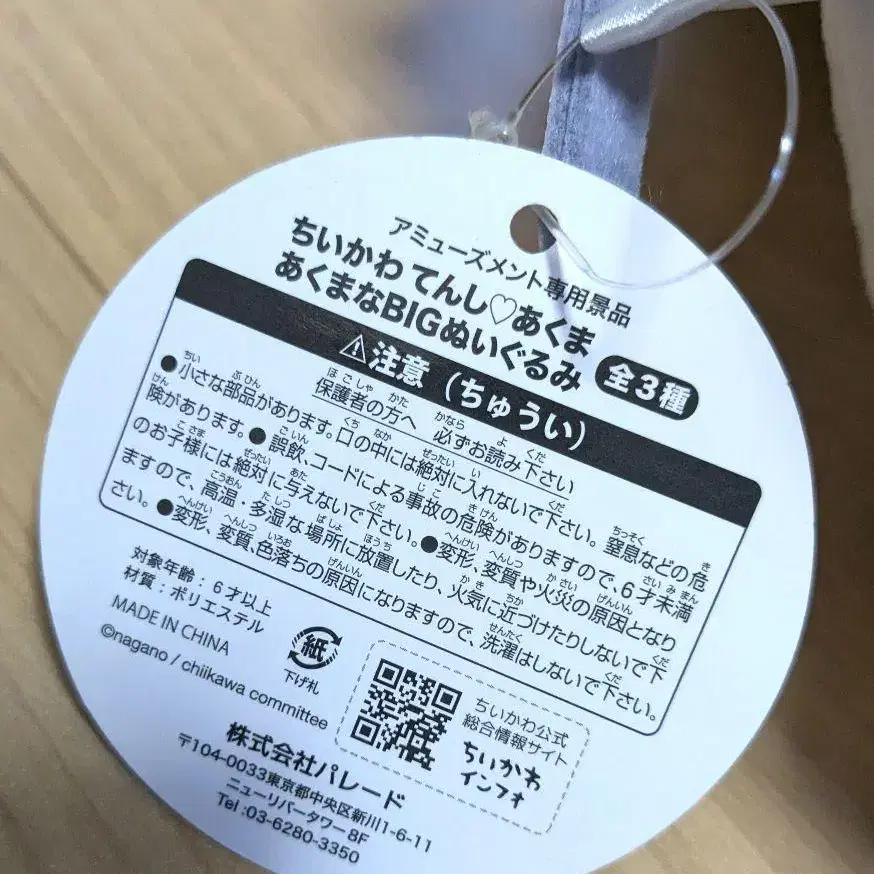 アミューズメント専用景品
ちいかわ てんし♡あくま
あくまなBIGぬいぐるみ 全3種
⚠注意（ちゅうい）
保護者の方へ 必ずお読み下さい
●小さな部品があります。口の中には絶対に入れないで下さい。窒息などの危
険があります。●誤飲、コードによる事故の危険がありますので、6才未満
のお子様には絶対に与えないで下さい。●変形、変質や火災の原因となり
ますので、高温・多湿な場所に放置したり、火気に近づけたりしないで下
さい。●変形、変質、色落ちの原因になりますので、洗濯はしないで下さい。
対象年齢：6才以上
材質：ポリエステル
MADE IN CHINA
©nagano / chiikawa committee
紙
下げ札
ちいかわ公式
総合情報サイト
ちいかわ
インフォ
株式会社パレード
〒104-0033東京都中央区新川1-6-11
ニューリバータワー8F
Tel :03-6280-3350